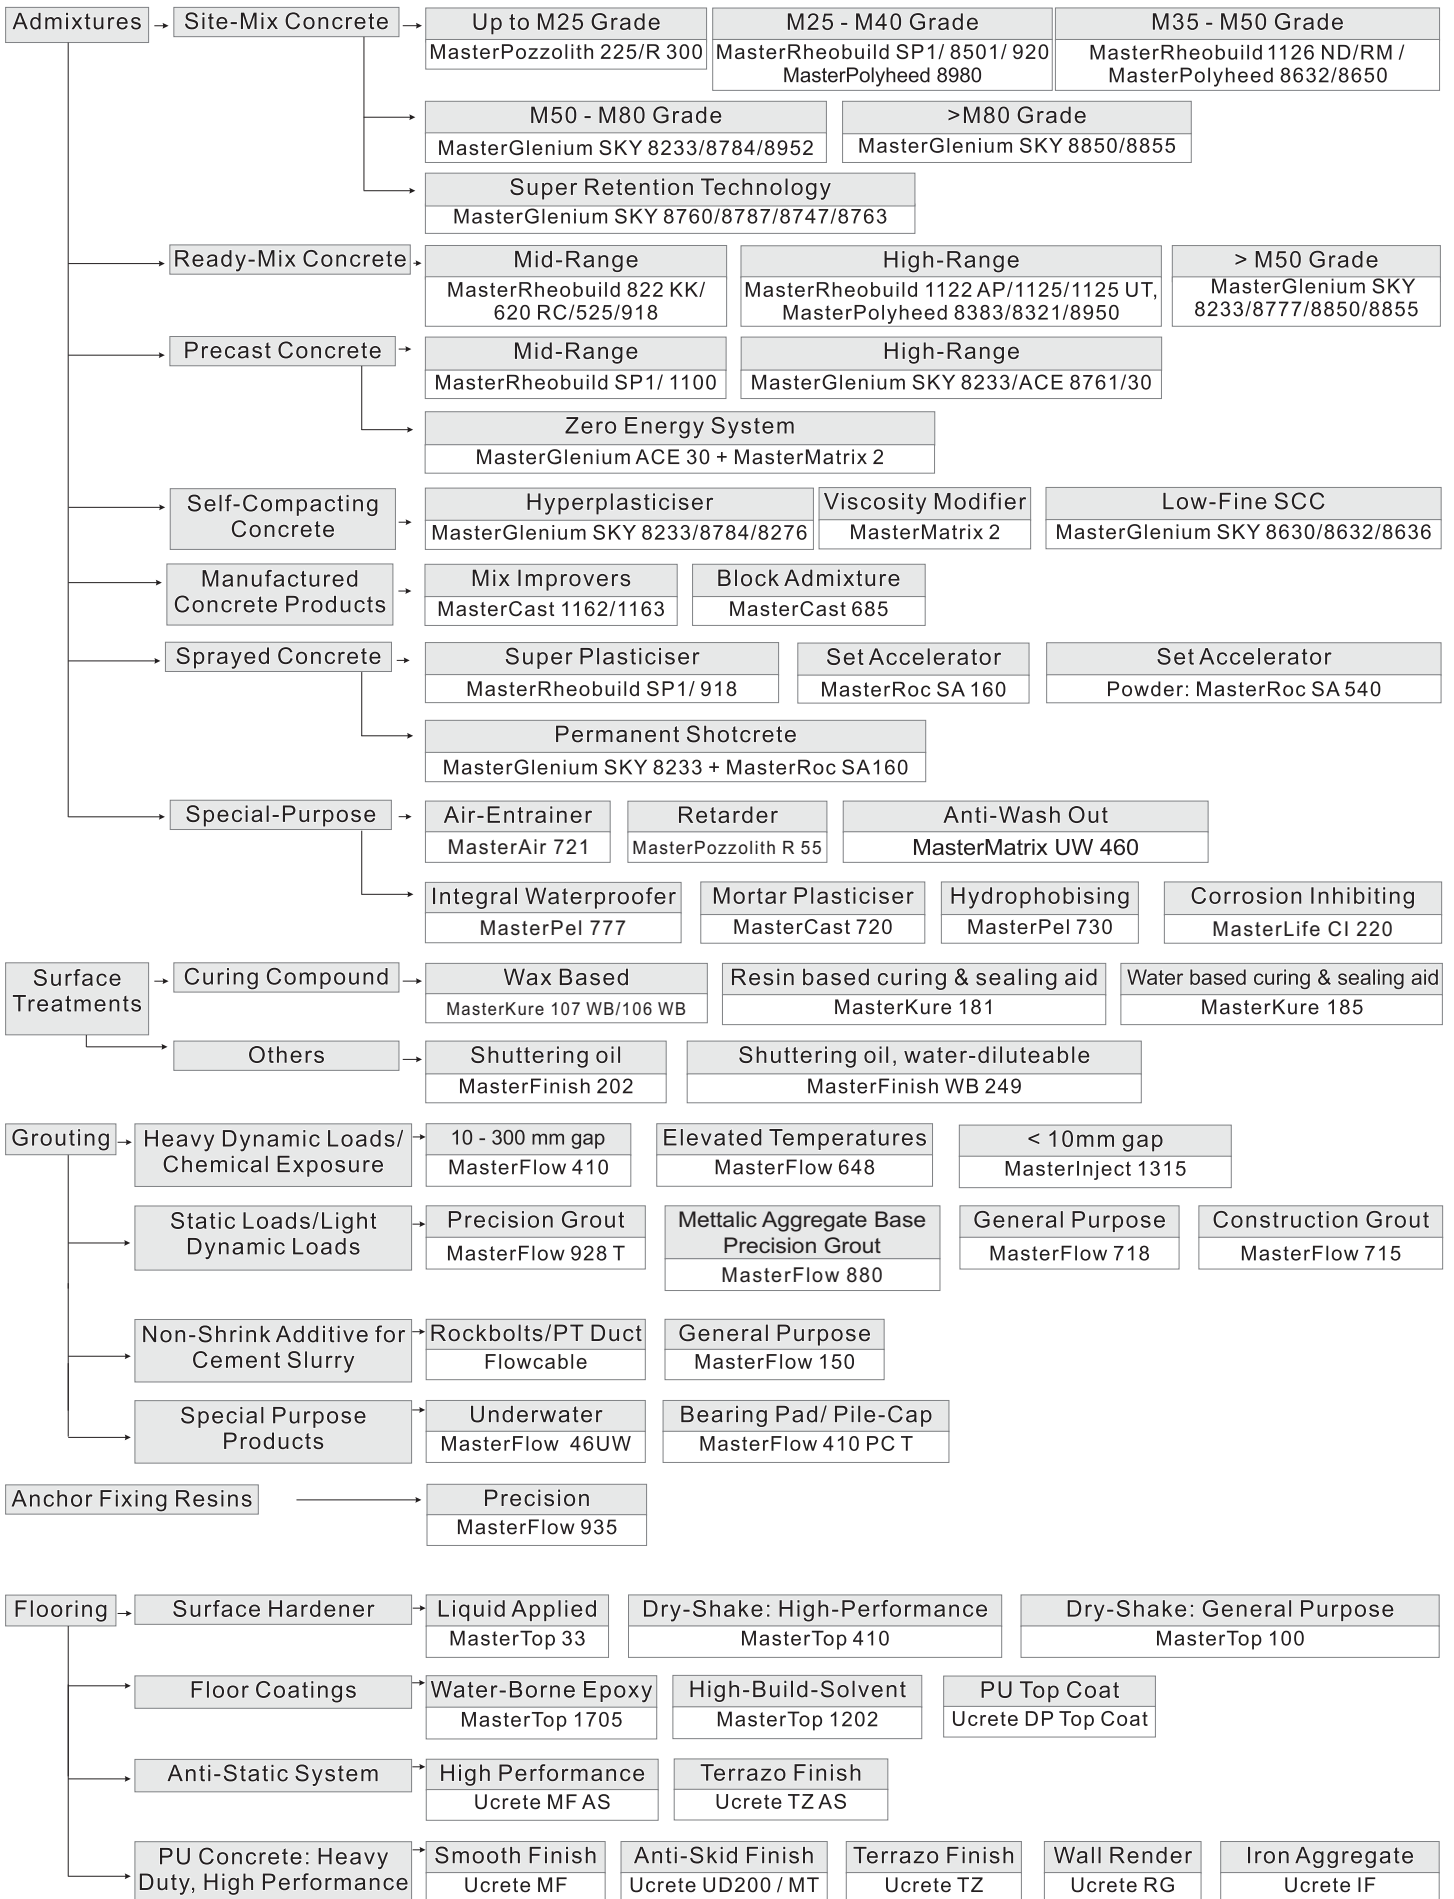 Admixtures
Site-Mix Concrete
Up to M25 Grade
MasterPozzolith 225/R 300
M25 - M40 Grade
MasterRheobuild SP1/ 8501/ 920
MasterPolyheed 8980
M35 - M50 Grade
MasterRheobuild 1126 ND/RM /
MasterPolyheed 8632/8650
M50 - M80 Grade
MasterGlenium SKY 8233/8784/8952
>M80 Grade
MasterGlenium SKY 8850/8855
Super Retention Technology
MasterGlenium SKY 8760/8787/8747/8763
Ready-Mix Concrete
Mid-Range
MasterRheobuild 822 KK/
620 RC/525/918
High-Range
MasterRheobuild 1122 AP/1125/1125 UT,
MasterPolyheed 8383/8321/8950
> M50 Grade
MasterGlenium SKY
8233/8777/8850/8855
Precast Concrete
Mid-Range
MasterRheobuild SP1/ 1100
High-Range
MasterGlenium SKY 8233/ACE 8761/30
Zero Energy System
MasterGlenium ACE 30 + MasterMatrix 2
Self-Compacting
Concrete
Hyperplasticiser
MasterGlenium SKY 8233/8784/8276
Viscosity Modifier
MasterMatrix 2
Low-Fine SCC
MasterGlenium SKY 8630/8632/8636
Manufactured
Concrete Products
Mix Improvers
MasterCast 1162/1163
Block Admixture
MasterCast 685
Sprayed Concrete
Super Plasticiser
MasterRheobuild SP1/ 918
Set Accelerator
MasterRoc SA 160
Set Accelerator
Powder: MasterRoc SA 540
Permanent Shotcrete
MasterGlenium SKY 8233 + MasterRoc SA160
Special-Purpose
Air-Entrainer
MasterAir 721
Retarder
MasterPozzolith R 55
Anti-Wash Out
MasterMatrix UW 460
Integral Waterproofer
MasterPel 777
Mortar Plasticiser
MasterCast 720
Hydrophobising
MasterPel 730
Corrosion Inhibiting
MasterLife CI 220
Surface
Treatments
Curing Compound
Wax Based
MasterKure 107 WB/106 WB
Resin based curing & sealing aid
MasterKure 181
Water based curing & sealing aid
MasterKure 185
Others
Shuttering oil
MasterFinish 202
Shuttering oil, water-diluteable
MasterFinish WB 249
Grouting
Heavy Dynamic Loads/
Chemical Exposure
10 - 300 mm gap
MasterFlow 410
Elevated Temperatures
MasterFlow 648
< 10mm gap
MasterInject 1315
Static Loads/Light
Dynamic Loads
Precision Grout
MasterFlow 928 T
Mettalic Aggregate Base
Precision Grout
MasterFlow 880
General Purpose
MasterFlow 718
Construction Grout
MasterFlow 715
Non-Shrink Additive for
Cement Slurry
Rockbolts/PT Duct
Flowcable
General Purpose
MasterFlow 150
Special Purpose
Products
Underwater
MasterFlow 46UW
Bearing Pad/ Pile-Cap
MasterFlow 410 PC T
Anchor Fixing Resins
Precision
MasterFlow 935
Flooring
Surface Hardener
Liquid Applied
MasterTop 33
Dry-Shake: High-Performance
MasterTop 410
Dry-Shake: General Purpose
MasterTop 100
Floor Coatings
Water-Borne Epoxy
MasterTop 1705
High-Build-Solvent
MasterTop 1202
PU Top Coat
Ucrete DP Top Coat
Anti-Static System
High Performance
Ucrete MF AS
Terrazo Finish
Ucrete TZ AS
PU Concrete: Heavy
Duty, High Performance
Smooth Finish
Ucrete MF
Anti-Skid Finish
Ucrete UD200 / MT
Terrazo Finish
Ucrete TZ
Wall Render
Ucrete RG
Iron Aggregate
Ucrete IF